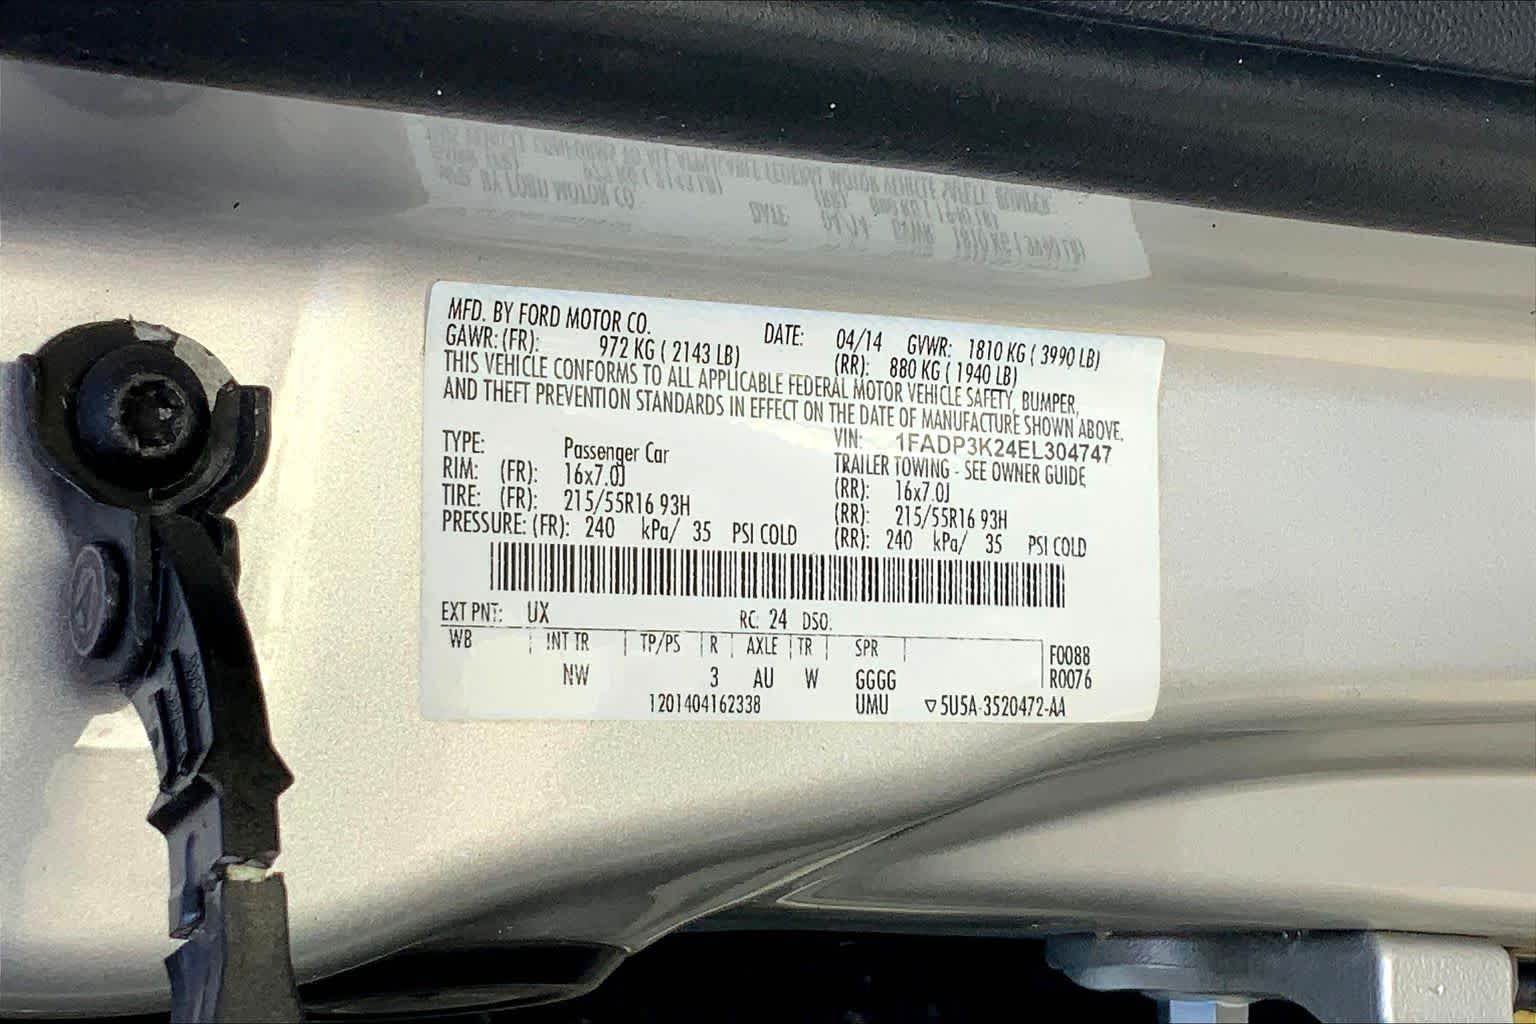 MFD. BY FORD MOTOR CO. DATE: 04/14 GVWR: 1810 KG ( 3990 LB)
GAWR: (FR): 972 KG ( 2143 LB) (RR): 880 KG ( 1940 LB)
THIS VEHICLE CONFORMS TO ALL APPLICABLE FEDERAL MOTOR VEHICLE SAFETY, BUMPER,
AND THEFT PREVENTION STANDARDS IN EFFECT ON THE DATE OF MANUFACTURE SHOWN ABOVE.
VIN: 1FADP3K24EL304747
TYPE: Passenger Car TRAILER TOWING - SEE OWNER GUIDE
RIM: (FR): 16x7.0J (RR): 16x7.0J
TIRE: (FR): 215/55R16 93H (RR): 215/55R16 93H
PRESSURE: (FR): 240 kPa/ 35 PSI COLD (RR): 240 kPa/ 35 PSI COLD
EXT PNT: UX RC: 24 DSO:
WB INT TR TP/PS R AXLE TR SPR F0088
NW 3 AU W GGGG R0076
1201404162338 UMU ▽5U5A-3520472-AA